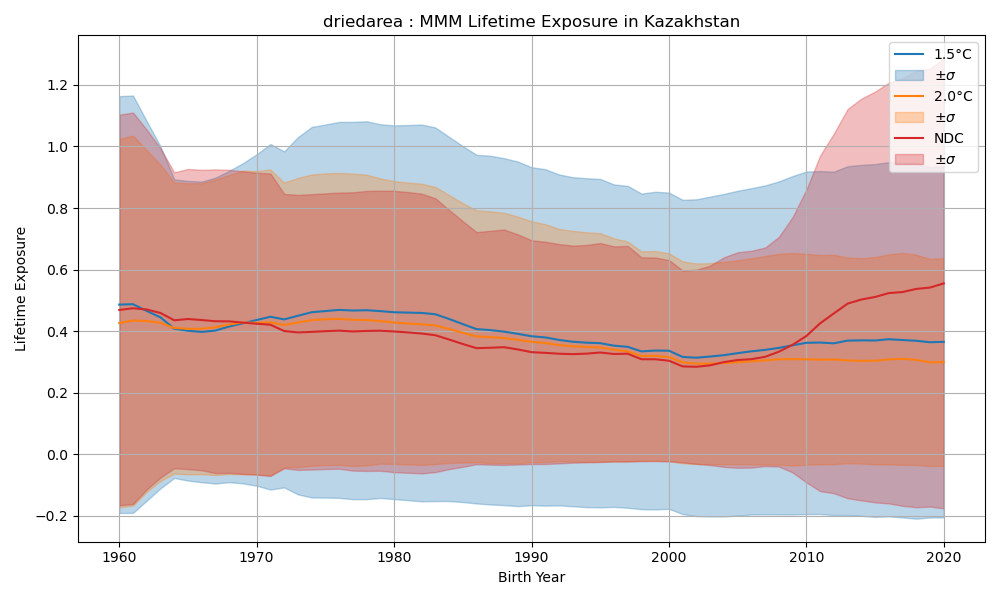 driedarea : MMM Lifetime Exposure in Kazakhstan
1.5°C
±σ
2.0°C
±σ
NDC
±σ
Lifetime Exposure
1.2
1.0
0.8
0.6
0.4
0.2
0.0
−0.2
1960
1970
1980
1990
2000
2010
2020
Birth Year